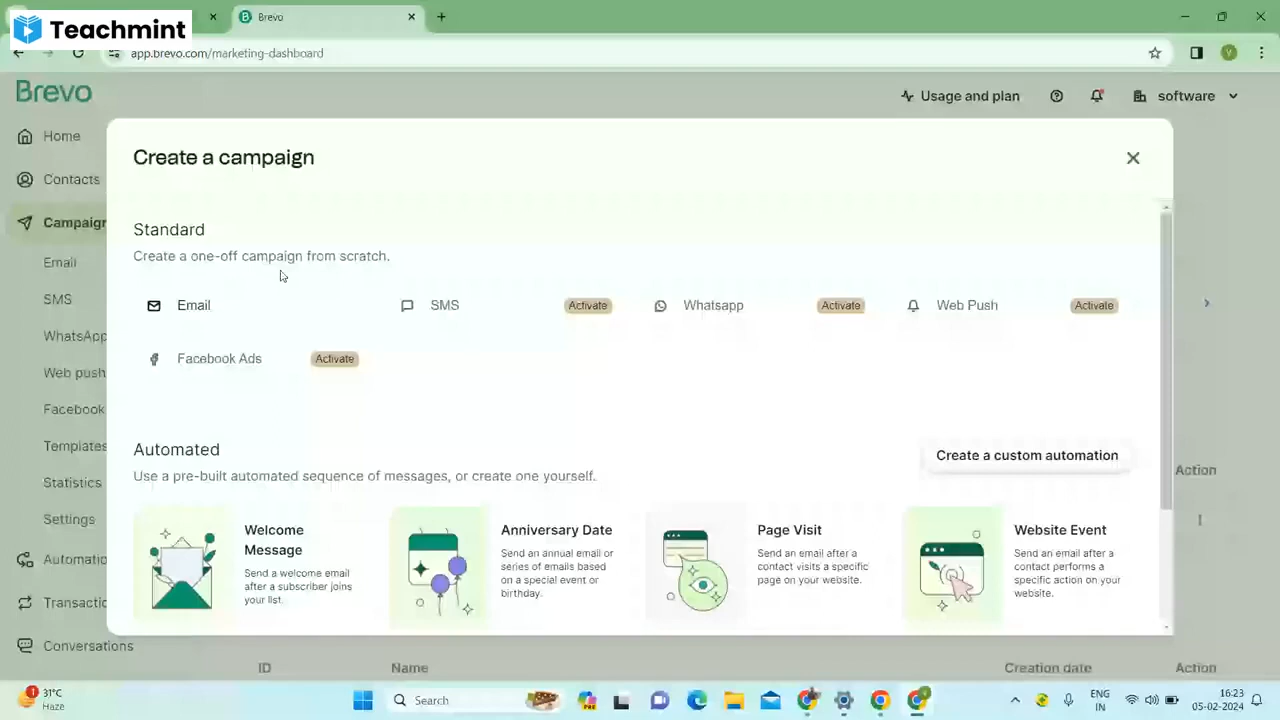 Teachmint
Brevo
app.brevo.com/marketing-dashboard
Brevo
Usage and plan
software
Home
Contacts
Campaign
Email
SMS
WhatsApp
Web push
Facebook
Templates
Statistics
Settings
Automatio
Transactio
Conversations
Create a campaign
Standard
Create a one-off campaign from scratch.
Email
SMS Activate
Whatsapp Activate
Web Push Activate
Facebook Ads Activate
Automated
Use a pre-built automated sequence of messages, or create one yourself.
Create a custom automation
Welcome
Message
Send a welcome email
after a subscriber joins
your list.
Anniversary Date
Send an annual email or
series of emails based
on a special event or
birthday.
Page Visit
Send an email after a
contact visits a specific
page on your website.
Website Event
Send an email after a
contact performs a
specific action on your
website.
Action
ID Name Creation date Action
1
31°C
Haze
Search
ENG
IN
16:23
05-02-2024